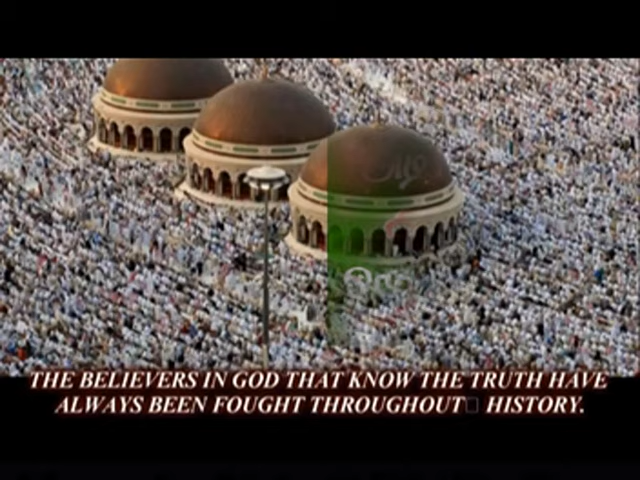 THE BELIEVERS IN GOD THAT KNOW THE TRUTH HAVE
ALWAYS BEEN FOUGHT THROUGHOUT□ HISTORY.